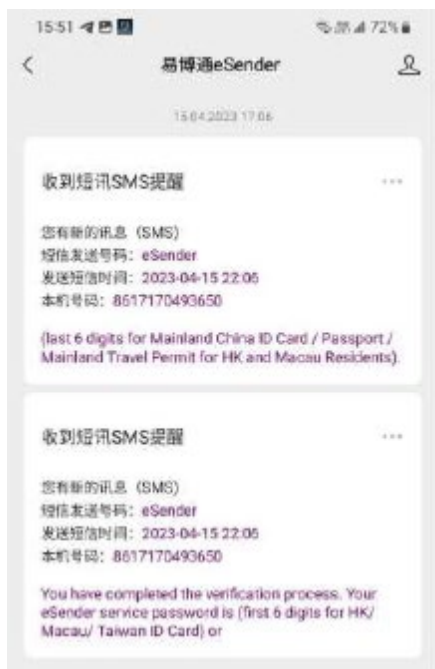 15:51 72%
易博通eSender
15.04.2023 17:06
收到短讯SMS提醒
您有新的讯息（SMS）
短信发送号码：eSender
发送短信时间：2023-04-15 22:06
本机号码：8617170493650
(last 6 digits for Mainland China ID Card / Passport /
Mainland Travel Permit for HK and Macau Residents).
收到短讯SMS提醒
您有新的讯息（SMS）
短信发送号码：eSender
发送短信时间：2023-04-15 22:06
本机号码：8617170493650
You have completed the verification process. Your
eSender service password is (first 6 digits for HK/
Macau/ Taiwan ID Card) or